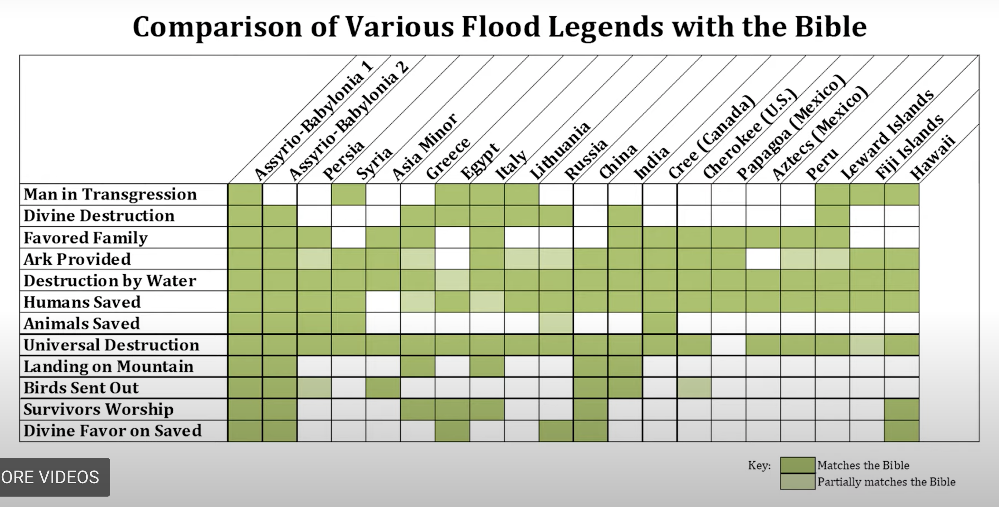 Comparison of Various Flood Legends with the Bible
Assyrio-Babylonia 1
Assyrio-Babylonia 2
Persia
Syria
Asia Minor
Greece
Egypt
Italy
Lithuania
Russia
China
India
Cree (Canada)
Cherokee (U.S.)
Papagoa (Mexico)
Aztecs (Mexico)
Peru
Leward Islands
Fiji Islands
Hawaii
Man in Transgression
Divine Destruction
Favored Family
Ark Provided
Destruction by Water
Humans Saved
Animals Saved
Universal Destruction
Landing on Mountain
Birds Sent Out
Survivors Worship
Divine Favor on Saved
Key:
Matches the Bible
Partially matches the Bible
ORE VIDEOS